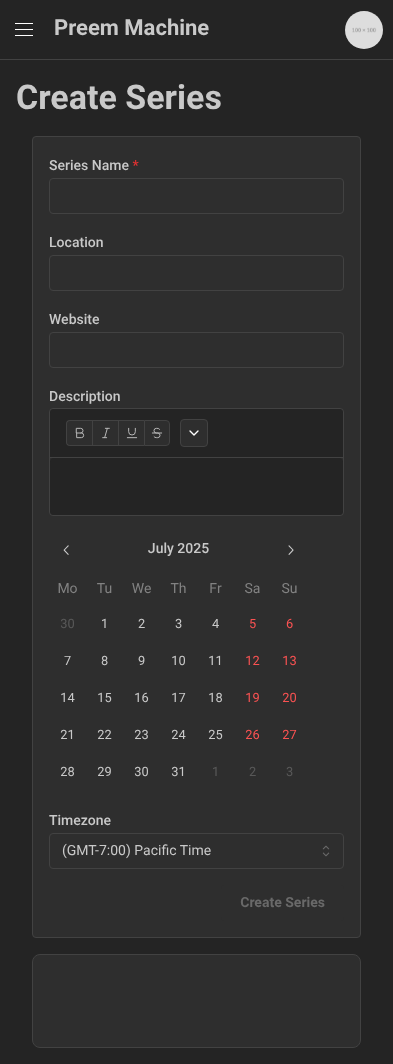 Preem Machine
100 × 100
Create Series
Series Name *
Location
Website
Description
B I U S
July 2025
Mo Tu We Th Fr Sa Su
30 1 2 3 4 5 6
7 8 9 10 11 12 13
14 15 16 17 18 19 20
21 22 23 24 25 26 27
28 29 30 31 1 2 3
Timezone
(GMT-7:00) Pacific Time
Create Series